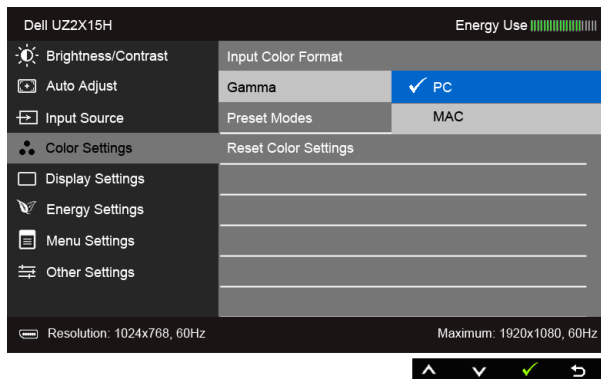 Dell UZ2X15H Energy Use
Brightness/Contrast Input Color Format
Auto Adjust Gamma PC
Input Source Preset Modes MAC
Color Settings Reset Color Settings
Display Settings
Energy Settings
Menu Settings
Other Settings
Resolution: 1024x768, 60Hz Maximum: 1920x1080, 60Hz